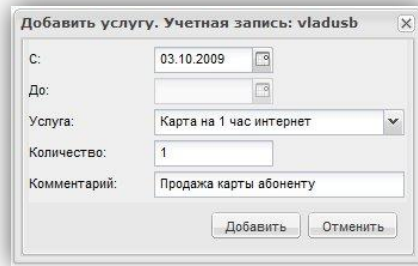 Добавить услугу. Учетная запись: vladusb
С: 03.10.2009
До:
Услуга: Карта на 1 час интернет
Количество: 1
Комментарий: Продажа карты абоненту
Добавить Отменить